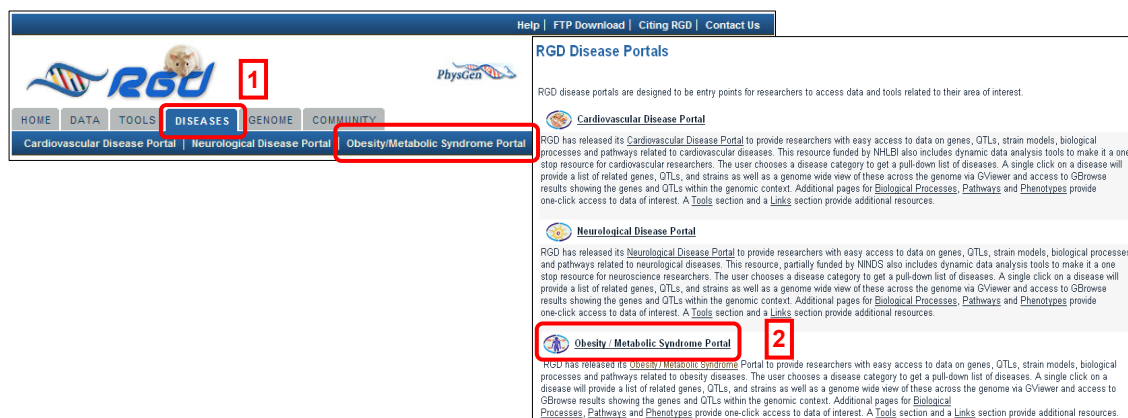 Help | FTP Download | Citing RGD | Contact Us
RGD
1
PhysGen
HOME DATA TOOLS DISEASES GENOME COMMUNITY
Cardiovascular Disease Portal | Neurological Disease Portal | Obesity/Metabolic Syndrome Portal
RGD Disease Portals
RGD disease portals are designed to be entry points for researchers to access data and tools related to their area of interest.
Cardiovascular Disease Portal
RGD has released its Cardiovascular Disease Portal to provide researchers with easy access to data on genes, QTLs, strain models, biological
processes and pathways related to cardiovascular diseases. This resource funded by NHLBI also includes dynamic data analysis tools to make it a one
stop resource for cardiovascular researchers. The user chooses a disease category to get a pull-down list of diseases. A single click on a disease will
provide a list of related genes, QTLs, and strains as well as a genome wide view of these across the genome via GViewer and access to GBrowse
results showing the genes and QTLs within the genomic context. Additional pages for Biological Processes, Pathways and Phenotypes provide
one-click access to data of interest. A Tools section and a Links section provide additional resources.
Neurological Disease Portal
RGD has released its Neurological Disease Portal to provide researchers with easy access to data on genes, QTLs, strain models, biological processes
and pathways related to neurological diseases. This resource, partially funded by NINDS also includes dynamic data analysis tools to make it a one
stop resource for neuroscience researchers. The user chooses a disease category to get a pull-down list of diseases. A single click on a disease will
provide a list of related genes, QTLs, and strains as well as a genome wide view of these across the genome via GViewer and access to GBrowse
results showing the genes and QTLs within the genomic context. Additional pages for Biological Processes, Pathways and Phenotypes provide
one-click access to data of interest. A Tools section and a Links section provide additional resources.
Obesity / Metabolic Syndrome Portal
2
RGD has released its Obesity / Metabolic Syndrome Portal to provide researchers with easy access to data on genes, QTLs, strain models, biological
processes and pathways related to obesity diseases. The user chooses a disease category to get a pull-down list of diseases. A single click on a
disease will provide a list of related genes, QTLs, and strains as well as a genome wide view of these across the genome via GViewer and access to
GBrowse results showing the genes and QTLs within the genomic context. Additional pages for Biological
Processes, Pathways and Phenotypes provide one-click access to data of interest. A Tools section and a Links section provide additional resources.